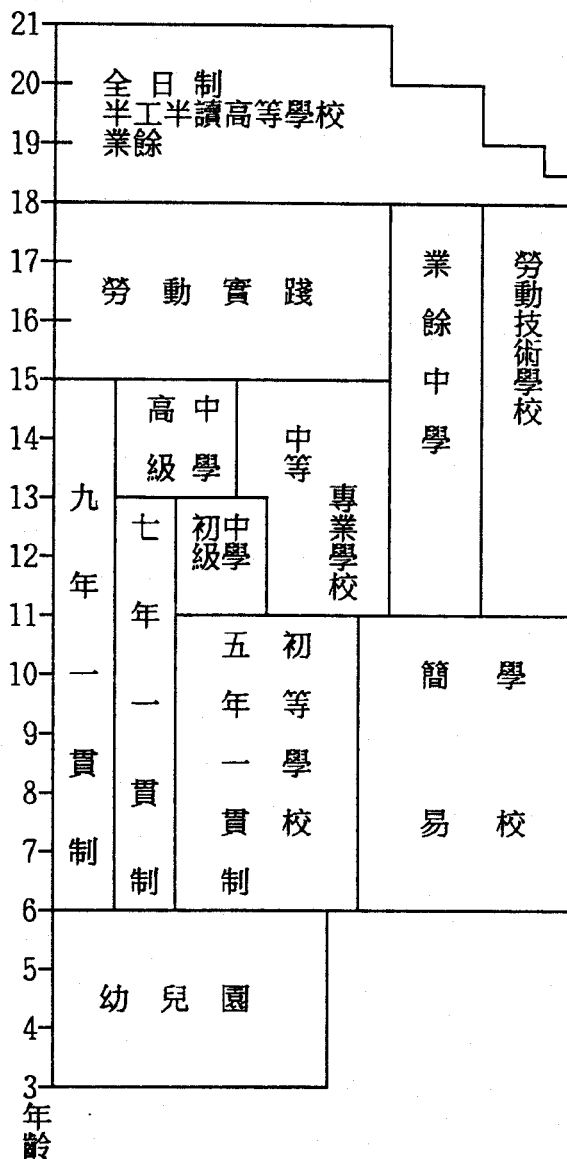 21
20
19
18
17
16
15
14
13
12
11
10
9
8
7
6
5
4
3
年齡
全日制
半工半讀高等學校
業餘
勞動實踐
業餘中學
勞動技術學校
高級中學
中等專業學校
九年一貫制
七年一貫制
初級中學
五年一貫制
初等學校
簡易學校
幼兒園